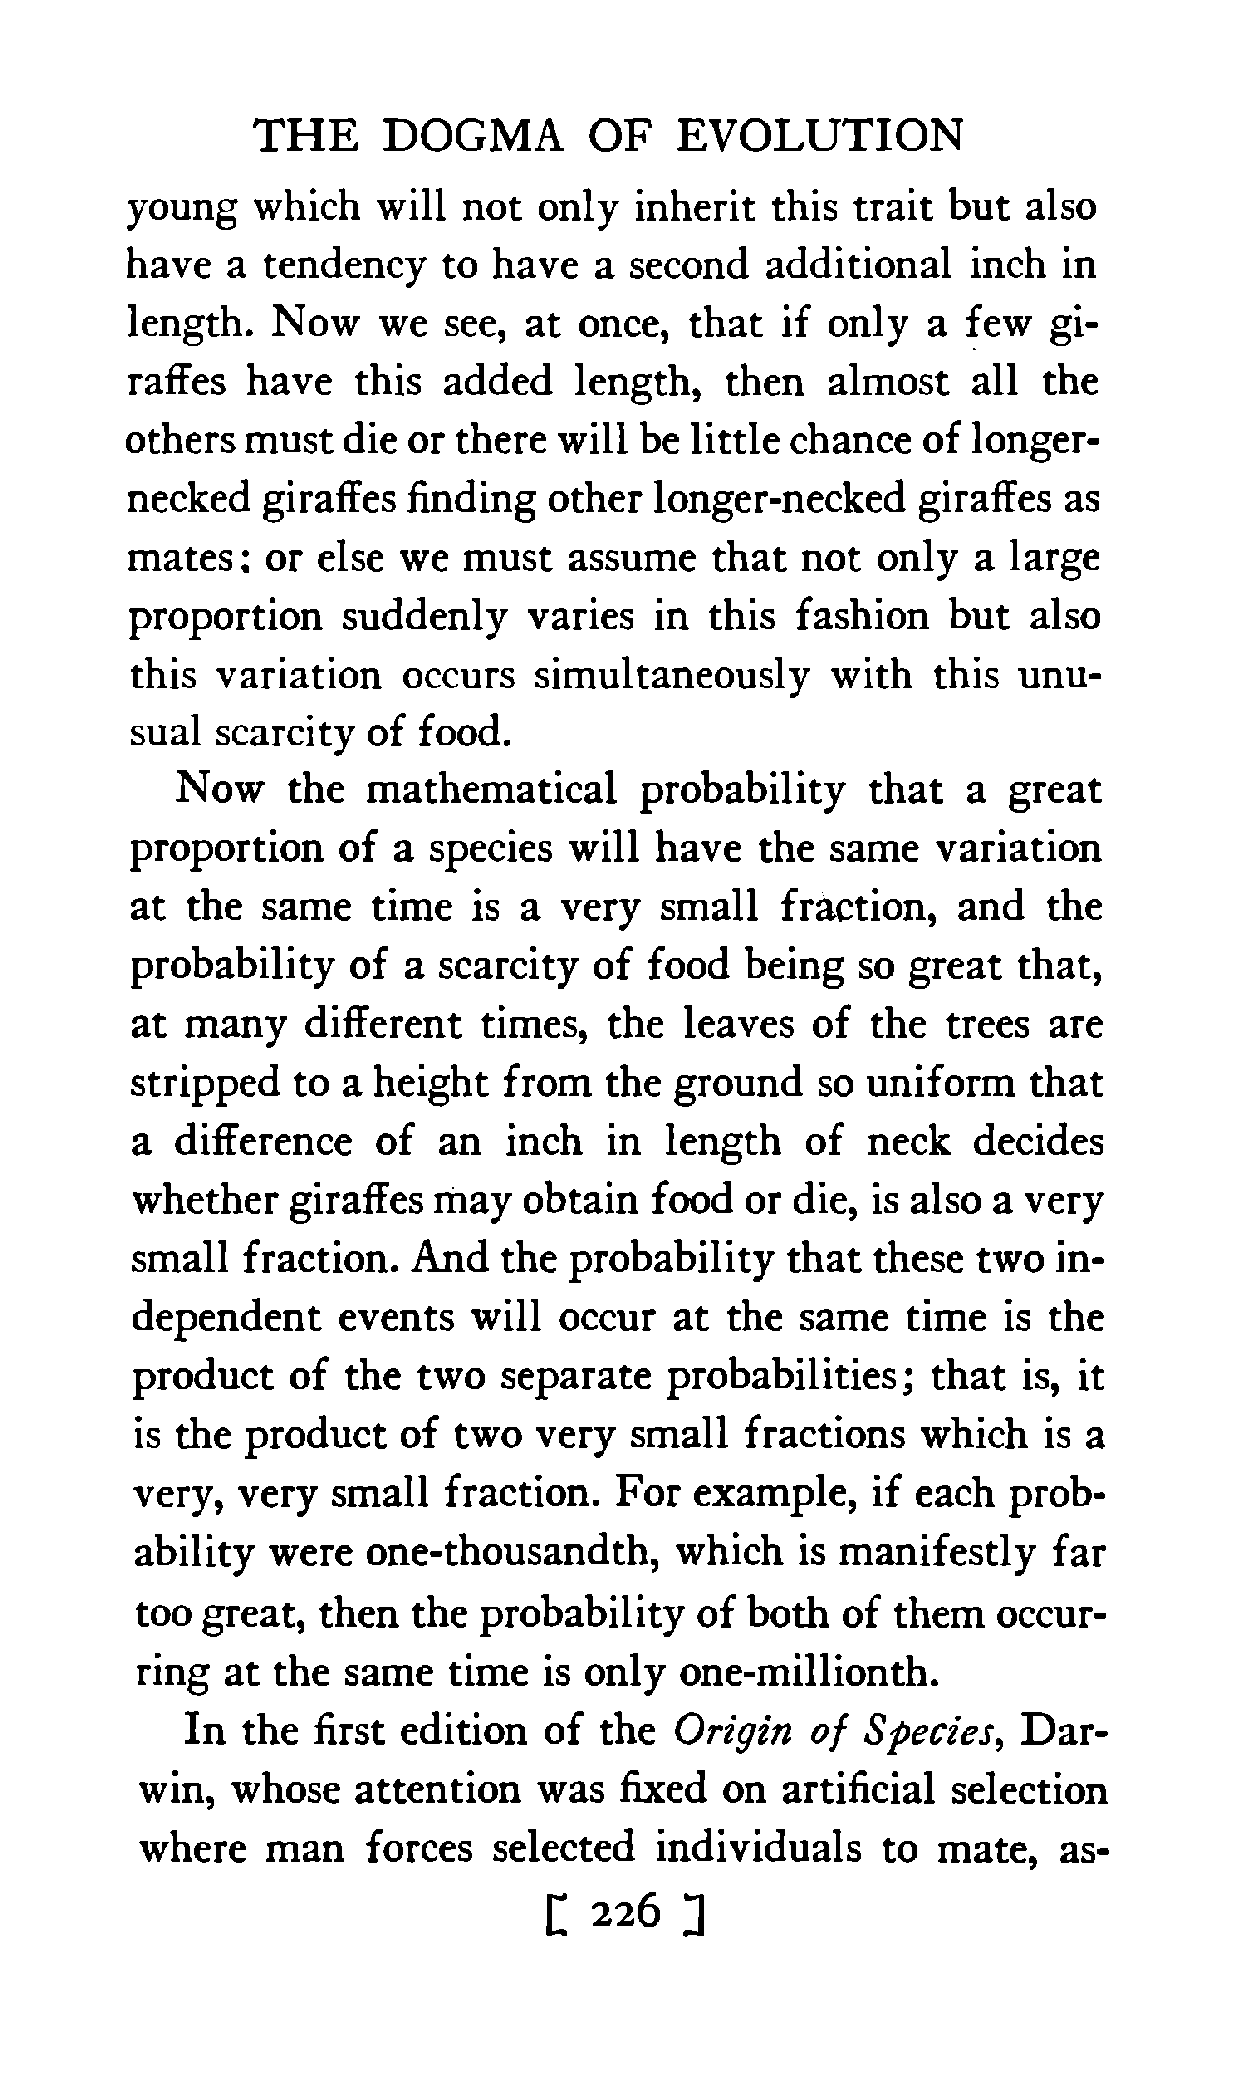 THE DOGMA OF EVOLUTION
young which will not only inherit this trait but also
have a tendency to have a second additional inch in
length. Now we see, at once, that if only a few gi-
raffes have this added length, then almost all the
others must die or there will be little chance of longer-
necked giraffes finding other longer-necked giraffes as
mates; or else we must assume that not only a large
proportion suddenly varies in this fashion but also
this variation occurs simultaneously with this unu-
sual scarcity of food.
Now the mathematical probability that a great
proportion of a species will have the same variation
at the same time is a very small fraction, and the
probability of a scarcity of food being so great that,
at many different times, the leaves of the trees are
stripped to a height from the ground so uniform that
a difference of an inch in length of neck decides
whether giraffes may obtain food or die, is also a very
small fraction. And the probability that these two in-
dependent events will occur at the same time is the
product of the two separate probabilities; that is, it
is the product of two very small fractions which is a
very, very small fraction. For example, if each prob-
ability were one-thousandth, which is manifestly far
too great, then the probability of both of them occur-
ring at the same time is only one-millionth.
In the first edition of the Origin of Species, Dar-
win, whose attention was fixed on artificial selection
where man forces selected individuals to mate, as-
[ 226 ]